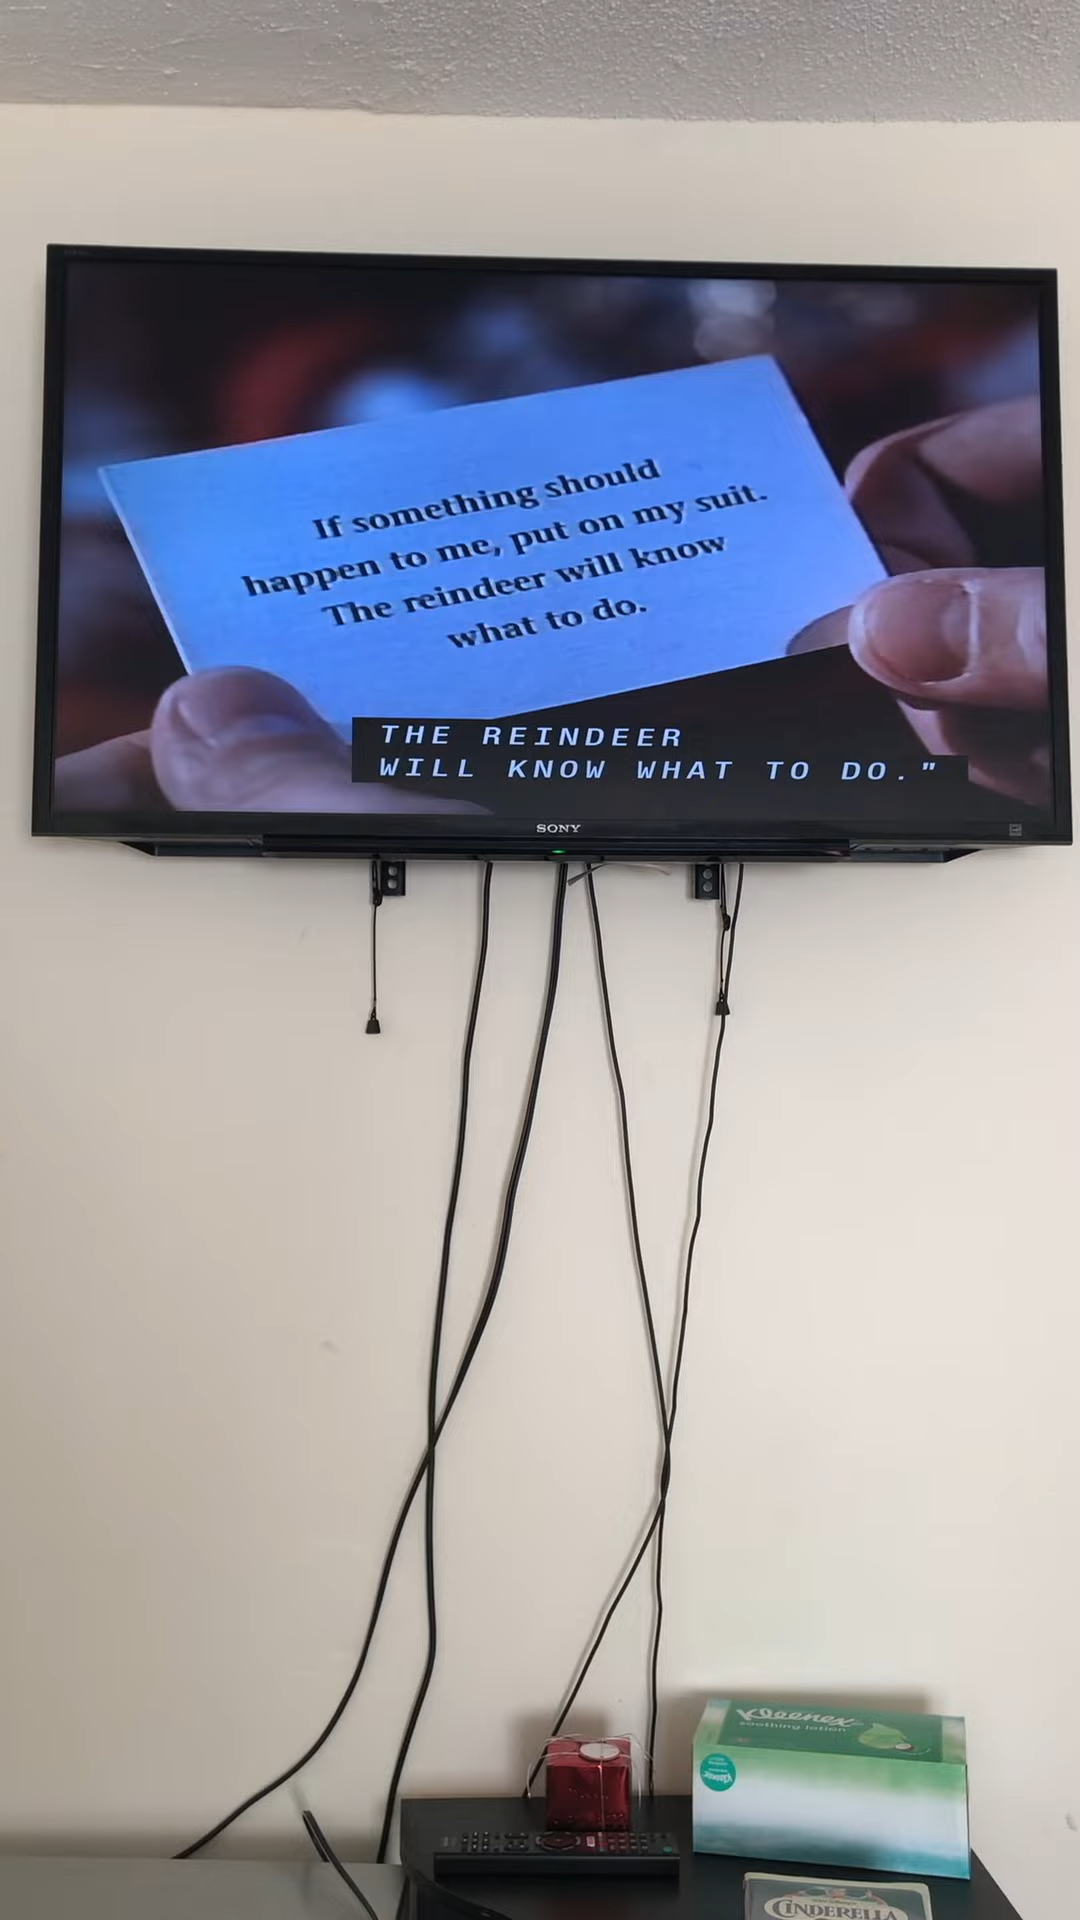 If something should
happen to me, put on my suit.
The reindeer will know
what to do.
THE REINDEER
WILL KNOW WHAT TO DO."
SONY
Kleenex
soothing lotion
Kleenex
CINDERELLA